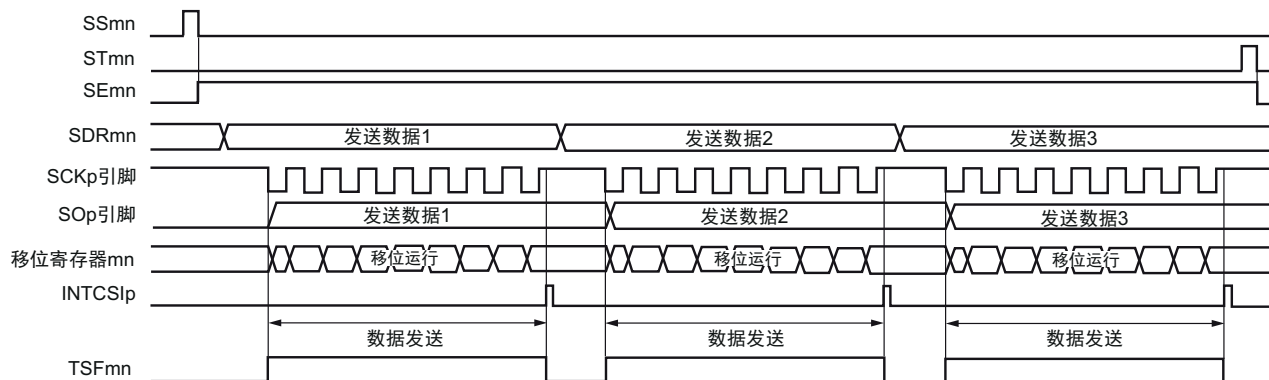 SSmn
STmn
SEmn
SDRmn 发送数据1 发送数据2 发送数据3
SCKp引脚
SOp引脚 发送数据1 发送数据2 发送数据3
移位寄存器mn 移位运行 移位运行 移位运行
INTCSIp
数据发送 数据发送 数据发送
TSFmn